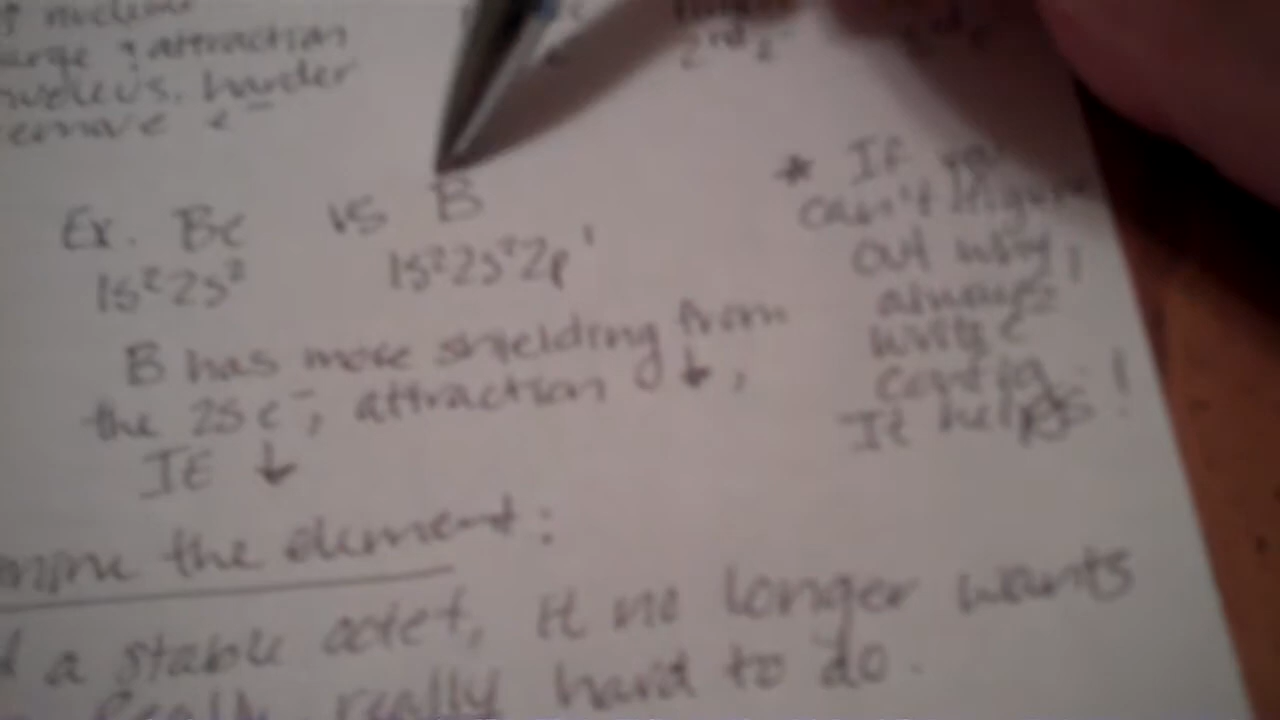 attraction
nucleus, harder
e⁻
Ex. Be vs B
1s²2s² 1s²2s²2p¹
B has more shielding from
the 2s e⁻, attraction ↓,
IE ↓
* If
can't figure
out why,
always
write e⁻
config.
It helps!
the element:
a stable octet, it no longer wants
Really, really hard to do.